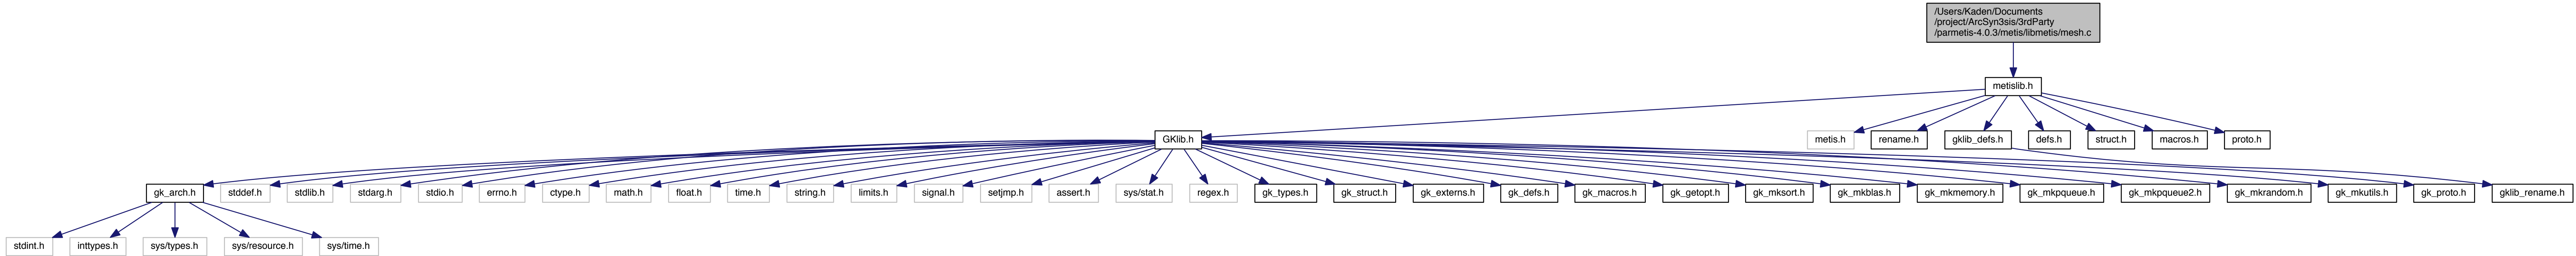 /Users/Kaden/Documents
/project/ArcSyn3sis/3rdParty
/parmetis-4.0.3/metis/libmetis/mesh.c
metislib.h
GKlib.h
metis.h
rename.h
gklib_defs.h
defs.h
struct.h
macros.h
proto.h
gk_arch.h
stddef.h
stdlib.h
stdarg.h
stdio.h
errno.h
ctype.h
math.h
float.h
time.h
string.h
limits.h
signal.h
setjmp.h
assert.h
sys/stat.h
regex.h
gk_types.h
gk_struct.h
gk_externs.h
gk_defs.h
gk_macros.h
gk_getopt.h
gk_mksort.h
gk_mkblas.h
gk_mkmemory.h
gk_mkpqueue.h
gk_mkpqueue2.h
gk_mkrandom.h
gk_mkutils.h
gk_proto.h
gklib_rename.h
stdint.h
inttypes.h
sys/types.h
sys/resource.h
sys/time.h